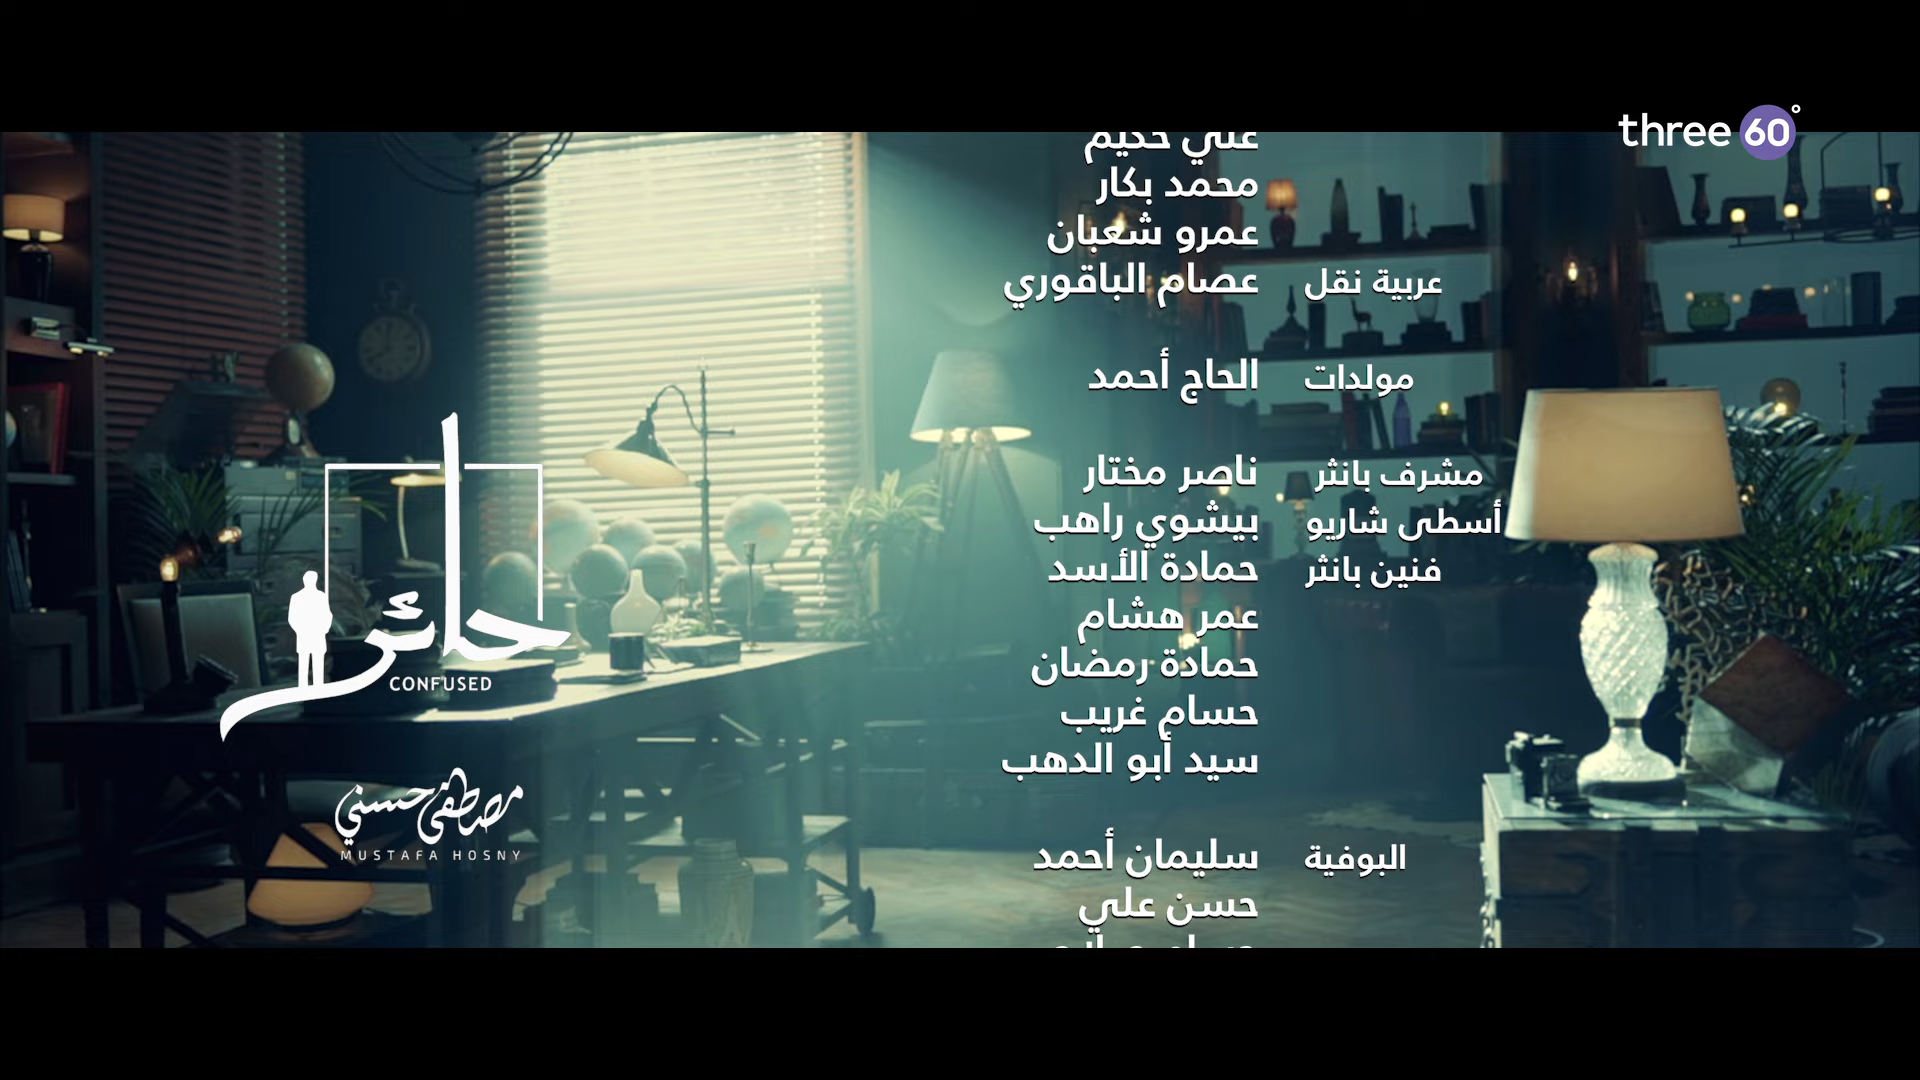 three 60°
علي حكيم
محمد بكار
عمرو شعبان
عربية نقل عصام الباقوري
مولدات الحاج أحمد
مشرف بانثر ناصر مختار
أسطى شاريو بيشوي راهب
فنين بانثر حمادة الأسد
عمر هشام
حمادة رمضان
حسام غريب
سيد أبو الدهب
البوفية سليمان أحمد
حسن علي
حائر
CONFUSED
مصطفى حسني
MUSTAFA HOSNY